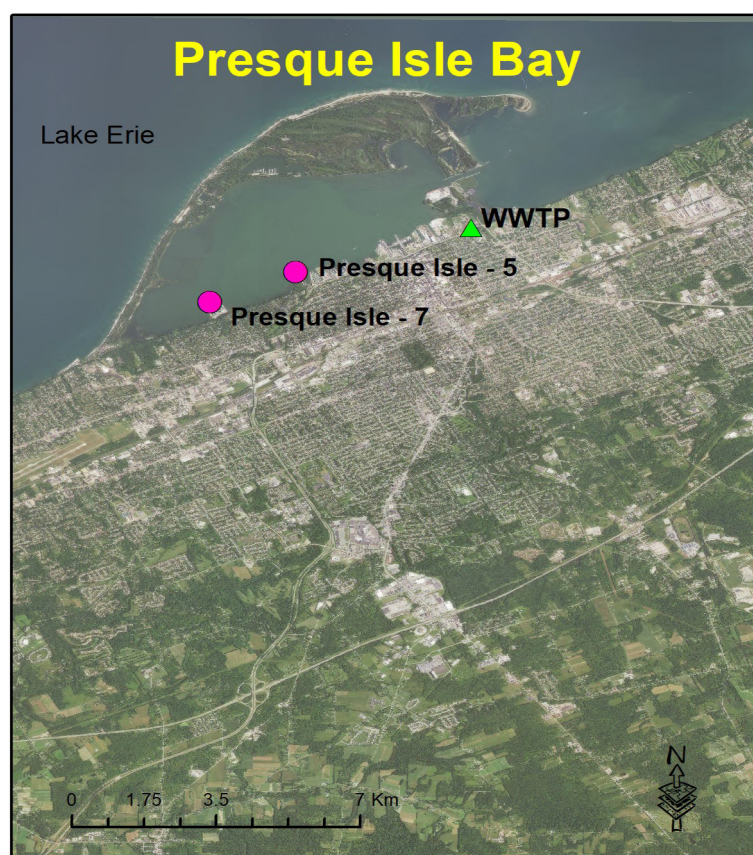 Presque Isle Bay
Lake Erie
WWTP
Presque Isle - 5
Presque Isle - 7
N
0 1.75 3.5 7 Km